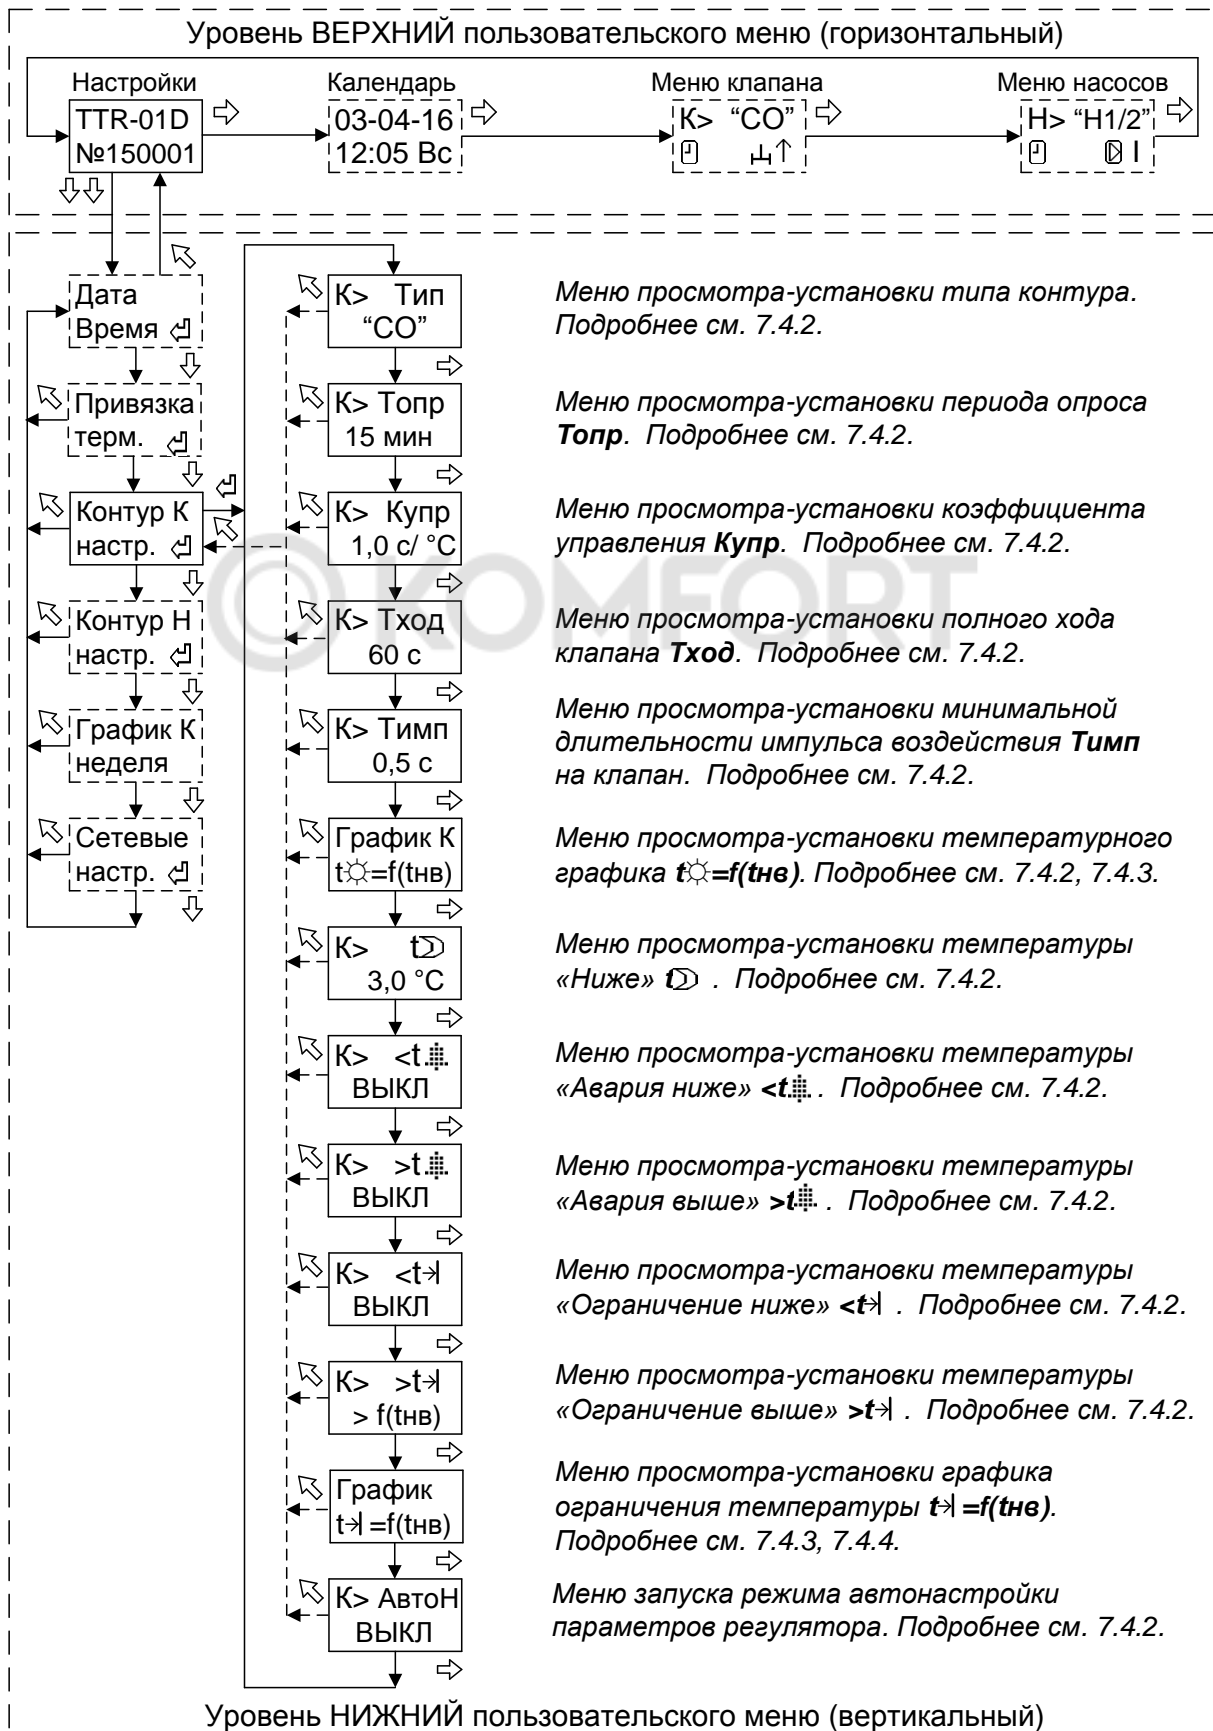 Уровень ВЕРХНИЙ пользовательского меню (горизонтальный)
Настройки
TTR-01D
№150001
Календарь
03-04-16
12:05 Вс
Меню клапана
К> “СО”
Меню насосов
Н> “Н1/2”
Дата
Время
Привязка
терм.
Контур К
настр.
Контур Н
настр.
График К
неделя
Сетевые
настр.
К> Тип
“СО”
Меню просмотра-установки типа контура.
Подробнее см. 7.4.2.
К> Топр
15 мин
Меню просмотра-установки периода опроса
Топр. Подробнее см. 7.4.2.
К> Купр
1,0 с/ °С
Меню просмотра-установки коэффициента
управления Купр. Подробнее см. 7.4.2.
KOMFORT
К> Тход
60 с
Меню просмотра-установки полного хода
клапана Тход. Подробнее см. 7.4.2.
К> Тимп
0,5 с
Меню просмотра-установки минимальной
длительности импульса воздействия Тимп
на клапан. Подробнее см. 7.4.2.
График К
t☼=f(tнв)
Меню просмотра-установки температурного
графика t☼=f(tнв). Подробнее см. 7.4.2, 7.4.3.
К> t
3,0 °С
Меню просмотра-установки температуры
«Ниже» t . Подробнее см. 7.4.2.
К> <t
ВЫКЛ
Меню просмотра-установки температуры
«Авария ниже» <t . Подробнее см. 7.4.2.
К> >t
ВЫКЛ
Меню просмотра-установки температуры
«Авария выше» >t . Подробнее см. 7.4.2.
К> <t⇥
ВЫКЛ
Меню просмотра-установки температуры
«Ограничение ниже» <t⇥ . Подробнее см. 7.4.2.
К> >t⇥
> f(tнв)
Меню просмотра-установки температуры
«Ограничение выше» >t⇥ . Подробнее см. 7.4.2.
График
t⇥=f(tнв)
Меню просмотра-установки графика
ограничения температуры t⇥=f(tнв).
Подробнее см. 7.4.3, 7.4.4.
К> АвтоН
ВЫКЛ
Меню запуска режима автонастройки
параметров регулятора. Подробнее см. 7.4.2.
Уровень НИЖНИЙ пользовательского меню (вертикальный)